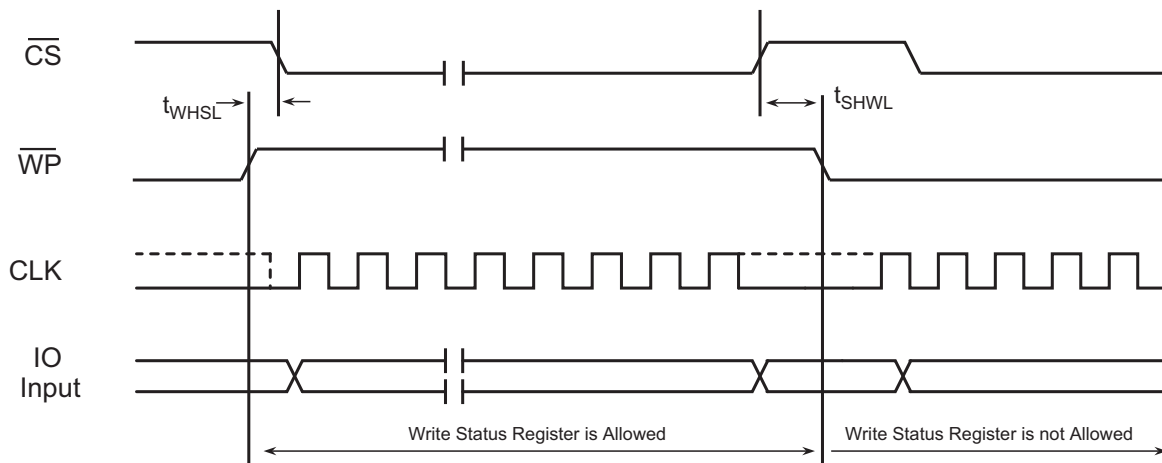 CS
tWHSL
tSHWL
WP
CLK
IO
Input
Write Status Register is Allowed
Write Status Register is not Allowed